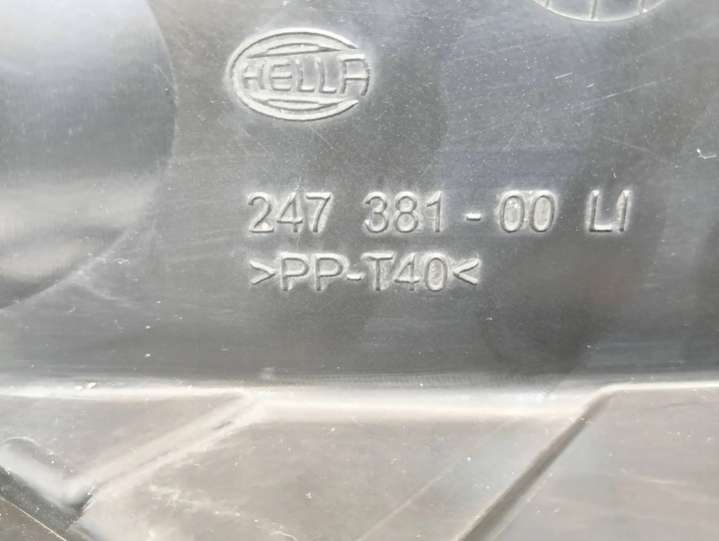 HELLA
247 381-00 LI
>PP-T40<